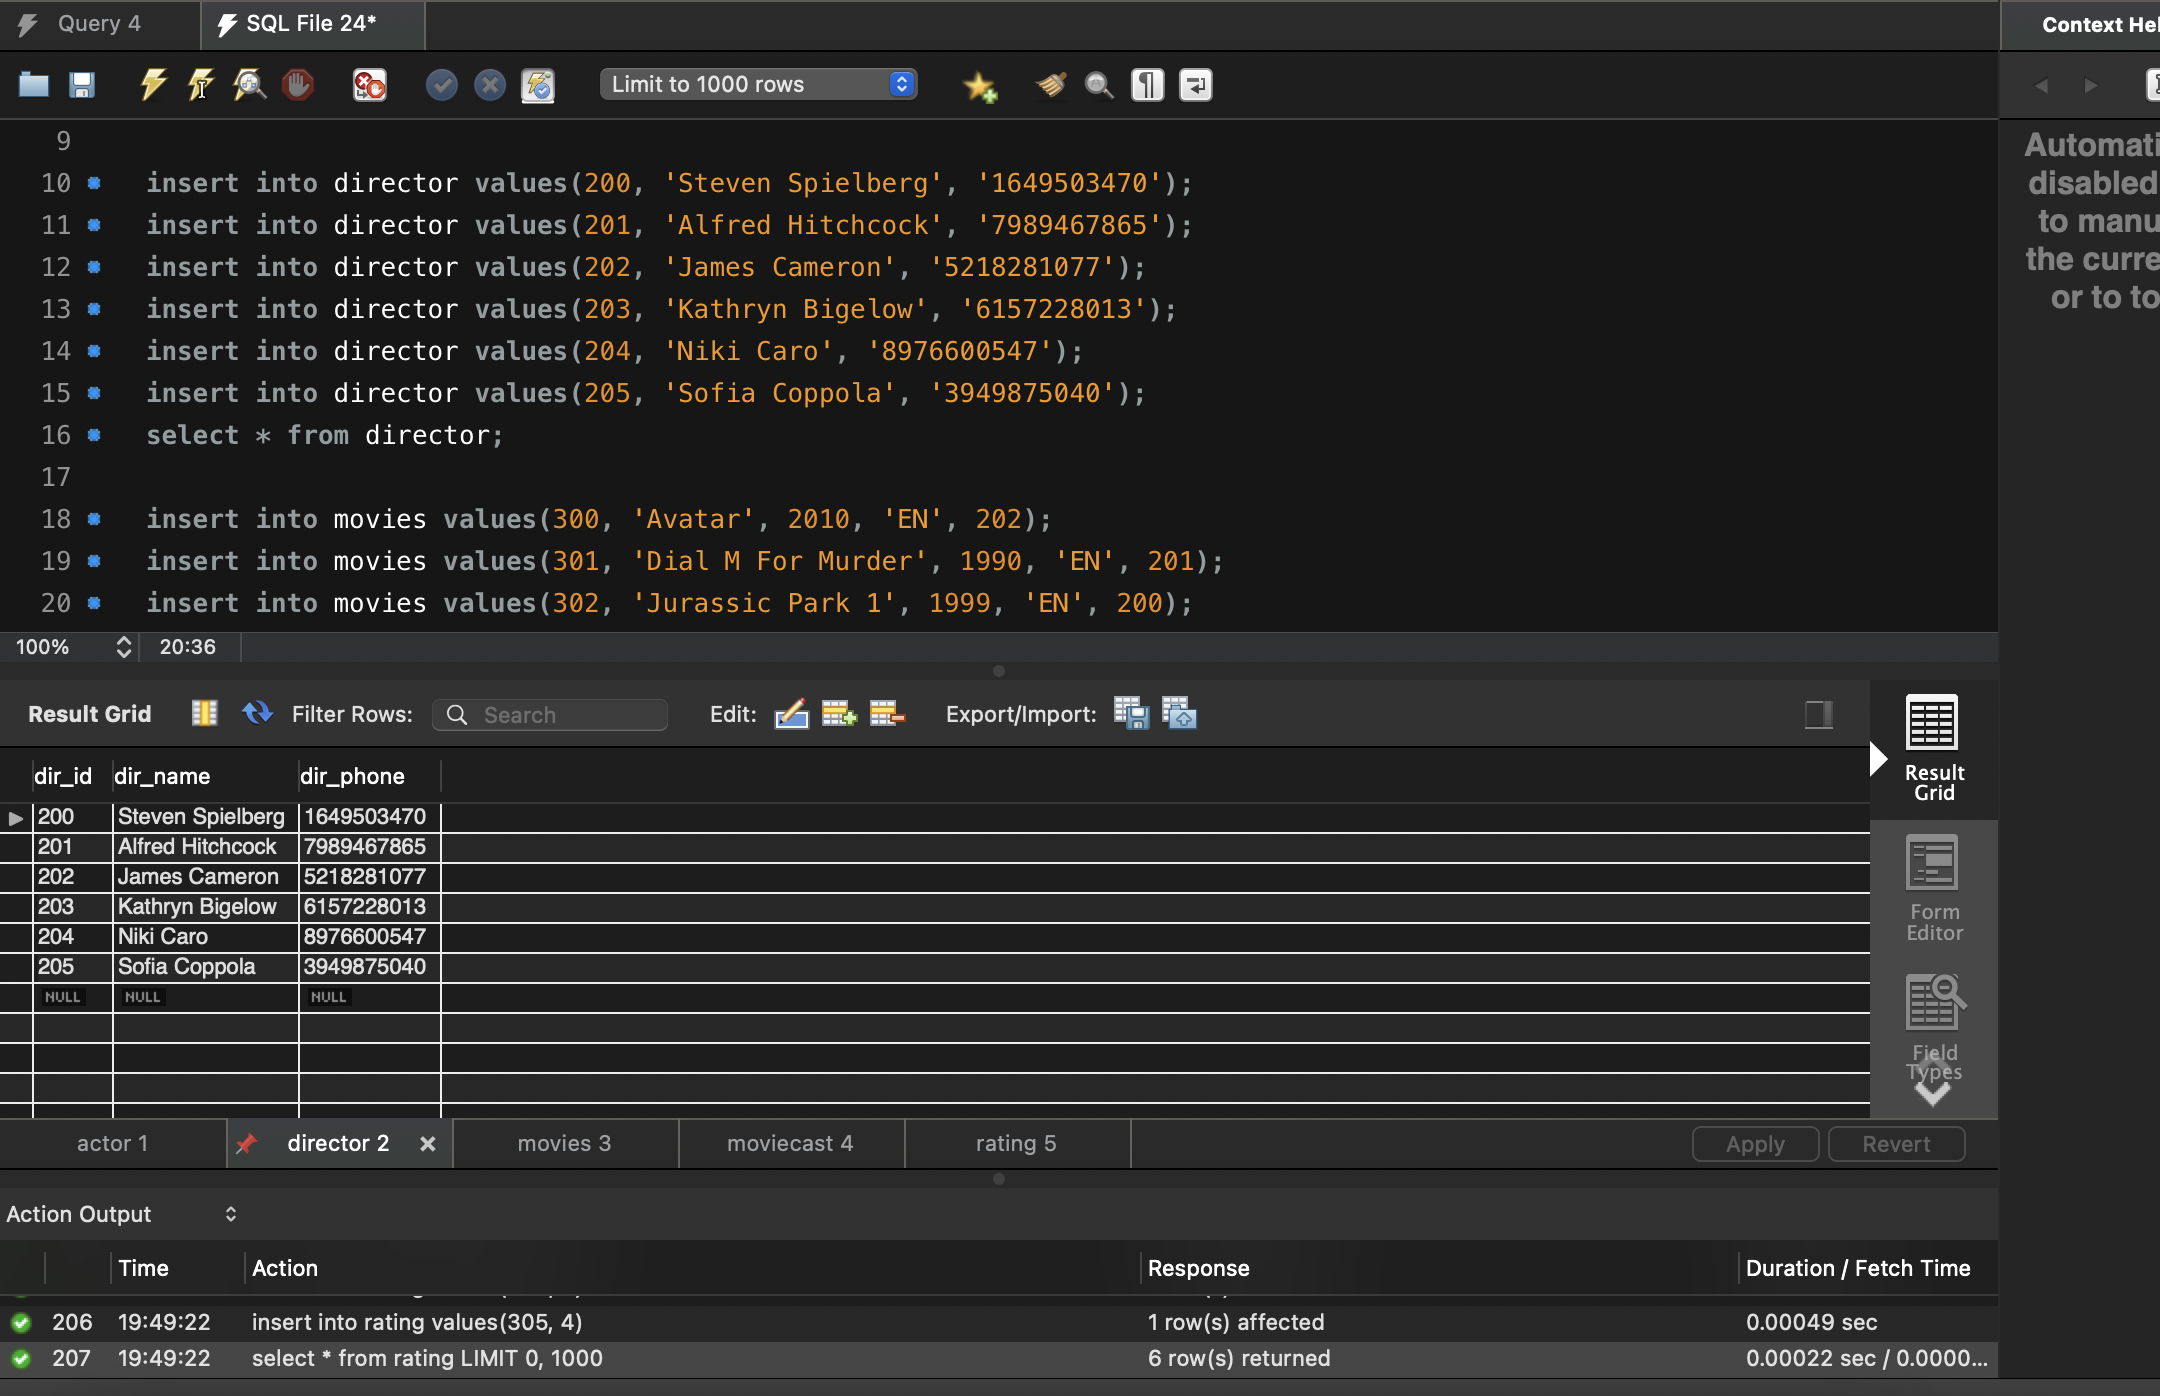 Query 4
SQL File 24*
Context Hel
Limit to 1000 rows
9
10 insert into director values(200, 'Steven Spielberg', '1649503470');
11 insert into director values(201, 'Alfred Hitchcock', '7989467865');
12 insert into director values(202, 'James Cameron', '5218281077');
13 insert into director values(203, 'Kathryn Bigelow', '6157228013');
14 insert into director values(204, 'Niki Caro', '8976600547');
15 insert into director values(205, 'Sofia Coppola', '3949875040');
16 select * from director;
17
18 insert into movies values(300, 'Avatar', 2010, 'EN', 202);
19 insert into movies values(301, 'Dial M For Murder', 1990, 'EN', 201);
20 insert into movies values(302, 'Jurassic Park 1', 1999, 'EN', 200);
Automati
disabled
to manu
the curre
or to to
100% 20:36
Result Grid Filter Rows: Search Edit: Export/Import:
dir_id dir_name dir_phone
200 Steven Spielberg 1649503470
201 Alfred Hitchcock 7989467865
202 James Cameron 5218281077
203 Kathryn Bigelow 6157228013
204 Niki Caro 8976600547
205 Sofia Coppola 3949875040
NULL NULL NULL
Result
Grid
Form
Editor
Field
Types
actor 1 director 2 movies 3 moviecast 4 rating 5 Apply Revert
Action Output
Time Action Response Duration / Fetch Time
206 19:49:22 insert into rating values(305, 4) 1 row(s) affected 0.00049 sec
207 19:49:22 select * from rating LIMIT 0, 1000 6 row(s) returned 0.00022 sec / 0.0000...